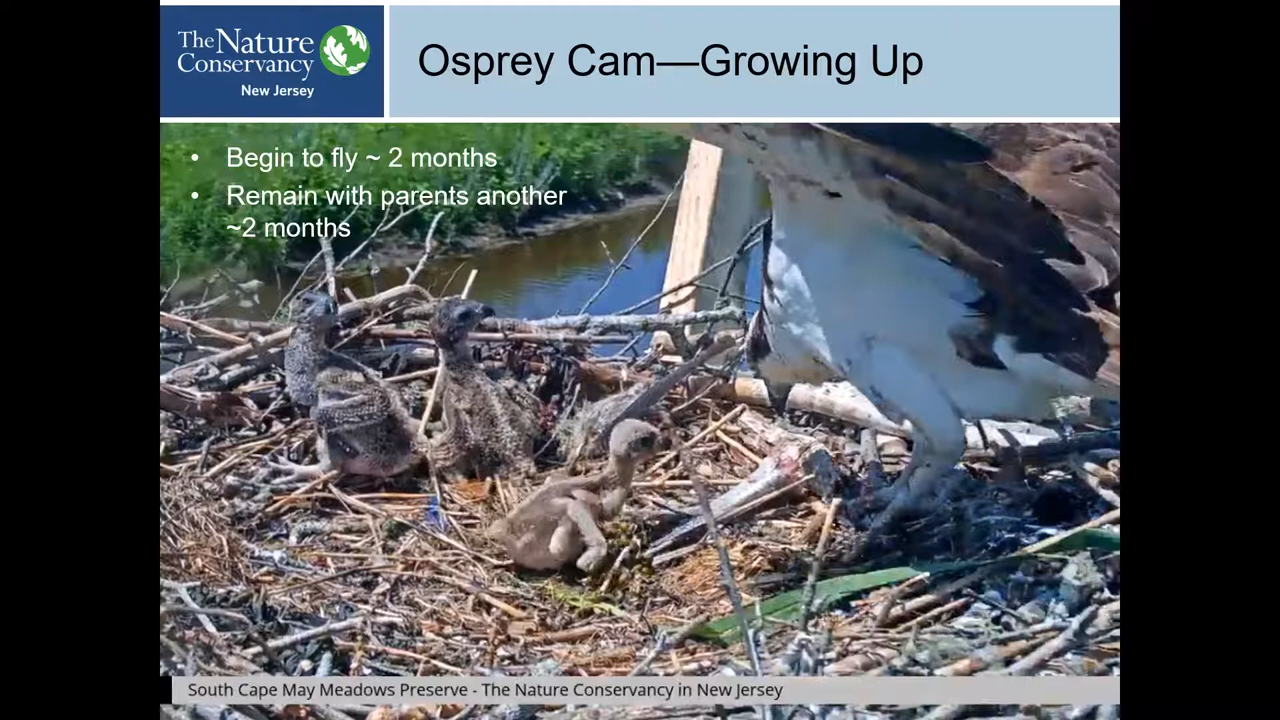 The Nature
Conservancy
New Jersey
Osprey Cam—Growing Up
• Begin to fly ~ 2 months
• Remain with parents another
~2 months
South Cape May Meadows Preserve - The Nature Conservancy in New Jersey